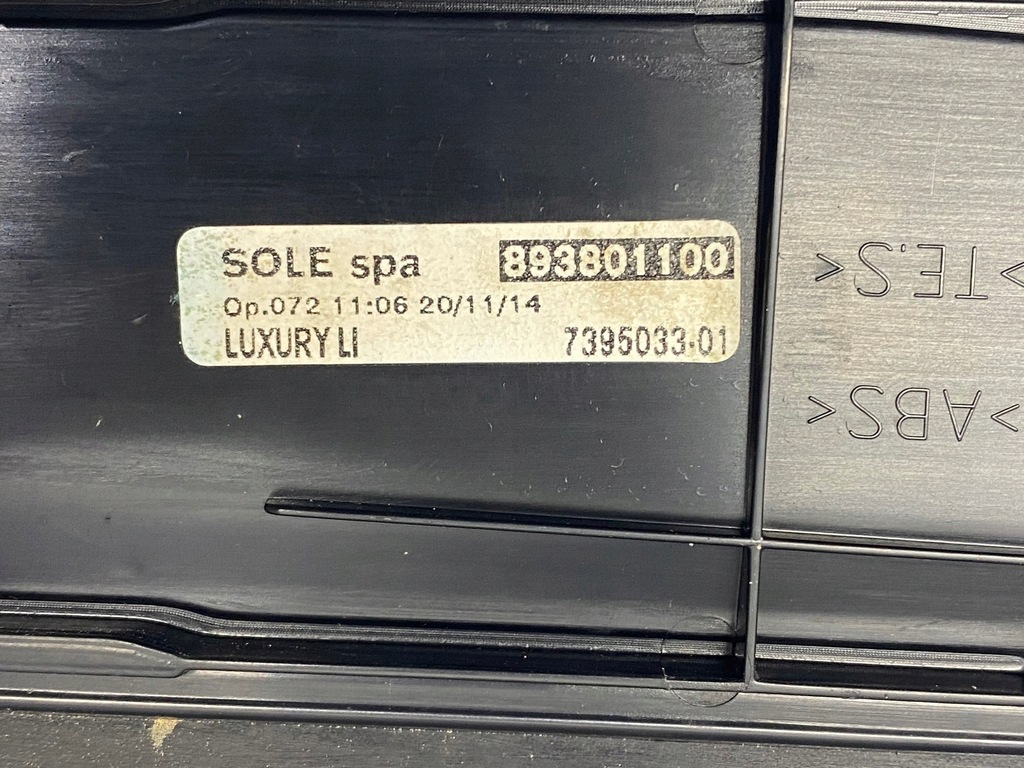 SOLE spa 893801100
Op.072 11:06 20/11/14
LUXURY LI 7395033-01
>ABS<
>TE.S<